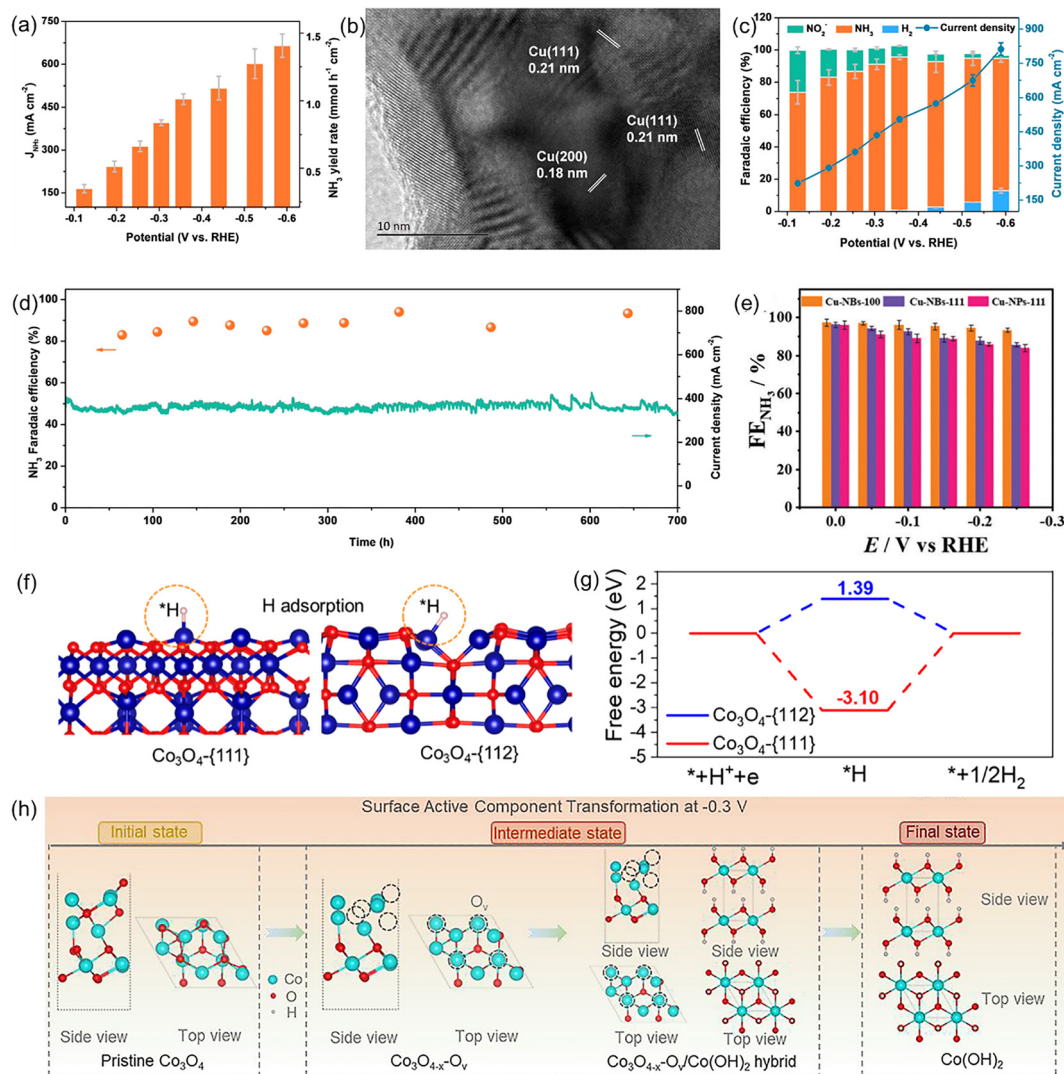 (a)
750
600
450
300
150
J_NH₃ (mA cm⁻²)
1.4
1.0
0.5
NH₃ yield rate (mmol h⁻¹ cm⁻²)
-0.1 -0.2 -0.3 -0.4 -0.5 -0.6
Potential (V vs. RHE)
(b)
Cu(111)
0.21 nm
Cu(111)
0.21 nm
Cu(200)
0.18 nm
10 nm
(c)
NO₂⁻ NH₃ H₂ Current density
120
100
80
60
40
20
0
Faradaic efficiency (%)
900
750
600
450
300
150
Current density (mA cm⁻²)
-0.1 -0.2 -0.3 -0.4 -0.5 -0.6
Potential (V vs. RHE)
(d)
100
80
60
40
20
0
NH₃ Faradaic efficiency (%)
800
600
400
200
0
Current density (mA cm⁻²)
0 100 200 300 400 500 600 700
Time (h)
(e)
Cu-NBs-100 Cu-NBs-111 Cu-NPs-111
100
80
60
40
20
0
FE_NH₃ / %
0.0 -0.1 -0.2 -0.3
E / V vs RHE
(f)
*H
H adsorption
*H
Co₃O₄-{111}
Co₃O₄-{112}
(g)
2
1
0
-1
-2
-3
-4
-5
Free energy (eV)
1.39
-3.10
Co₃O₄-{112}
Co₃O₄-{111}
*+H⁺+e
*H
*+1/2H₂
(h)
Surface Active Component Transformation at -0.3 V
Initial state
Intermediate state
Final state
Oᵥ
Side view
Side view
Side view
Co
O
H
Side view
Top view
Side view
Top view
Top view
Top view
Top view
Pristine Co₃O₄
Co₃O₄₋ₓ-Oᵥ
Co₃O₄₋ₓ-Oᵥ/Co(OH)₂ hybrid
Co(OH)₂